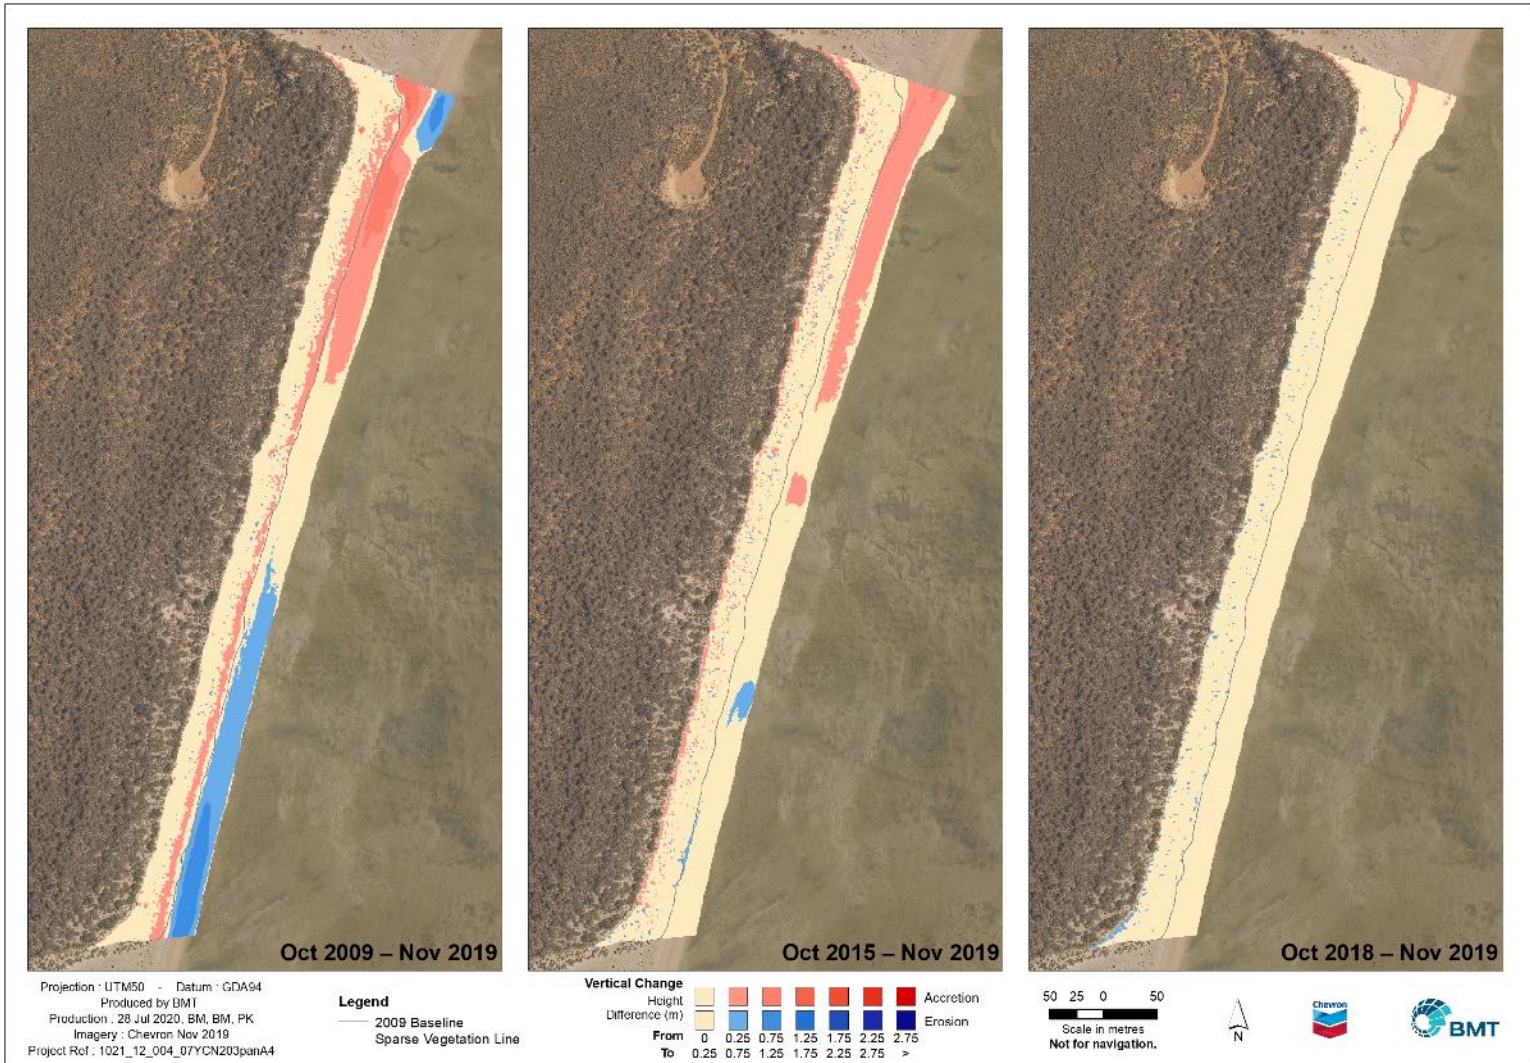 Oct 2009 – Nov 2019
Oct 2015 – Nov 2019
Oct 2018 – Nov 2019
Projection : UTM50 - Datum : GDA94
Produced by BMT
Production : 28 Jul 2020, BM, BM, PK
Imagery : Chevron Nov 2019
Project Ref : 1021_12_004_07YCN203panA4
Legend
2009 Baseline
Sparse Vegetation Line
Vertical Change
Height
Difference (m)
Accretion
Erosion
From 0 0.25 0.75 1.25 1.75 2.25 2.75
To 0.25 0.75 1.25 1.75 2.25 2.75 >
50 25 0 50
Scale in metres
Not for navigation.
N
Chevron
BMT